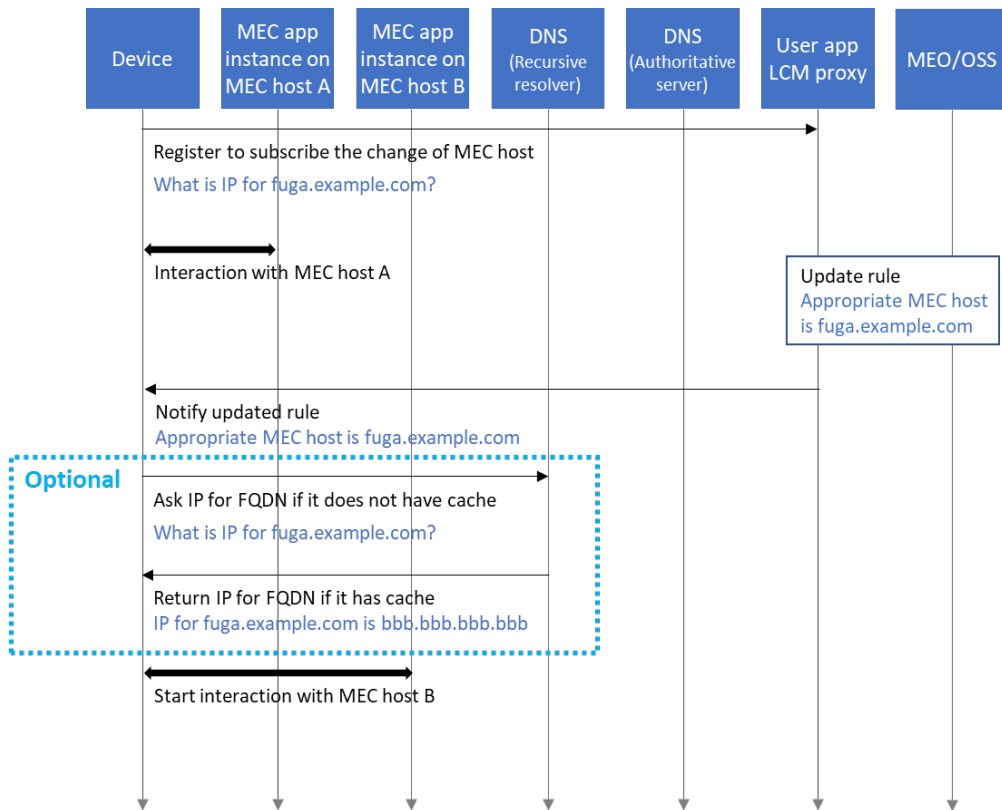 Device
MEC app
instance on
MEC host A
MEC app
instance on
MEC host B
DNS
(Recursive
resolver)
DNS
(Authoritative
server)
User app
LCM proxy
MEO/OSS
Register to subscribe the change of MEC host
What is IP for fuga.example.com?
Interaction with MEC host A
Update rule
Appropriate MEC host
is fuga.example.com
Notify updated rule
Appropriate MEC host is fuga.example.com
Optional
Ask IP for FQDN if it does not have cache
What is IP for fuga.example.com?
Return IP for FQDN if it has cache
IP for fuga.example.com is bbb.bbb.bbb.bbb
Start interaction with MEC host B